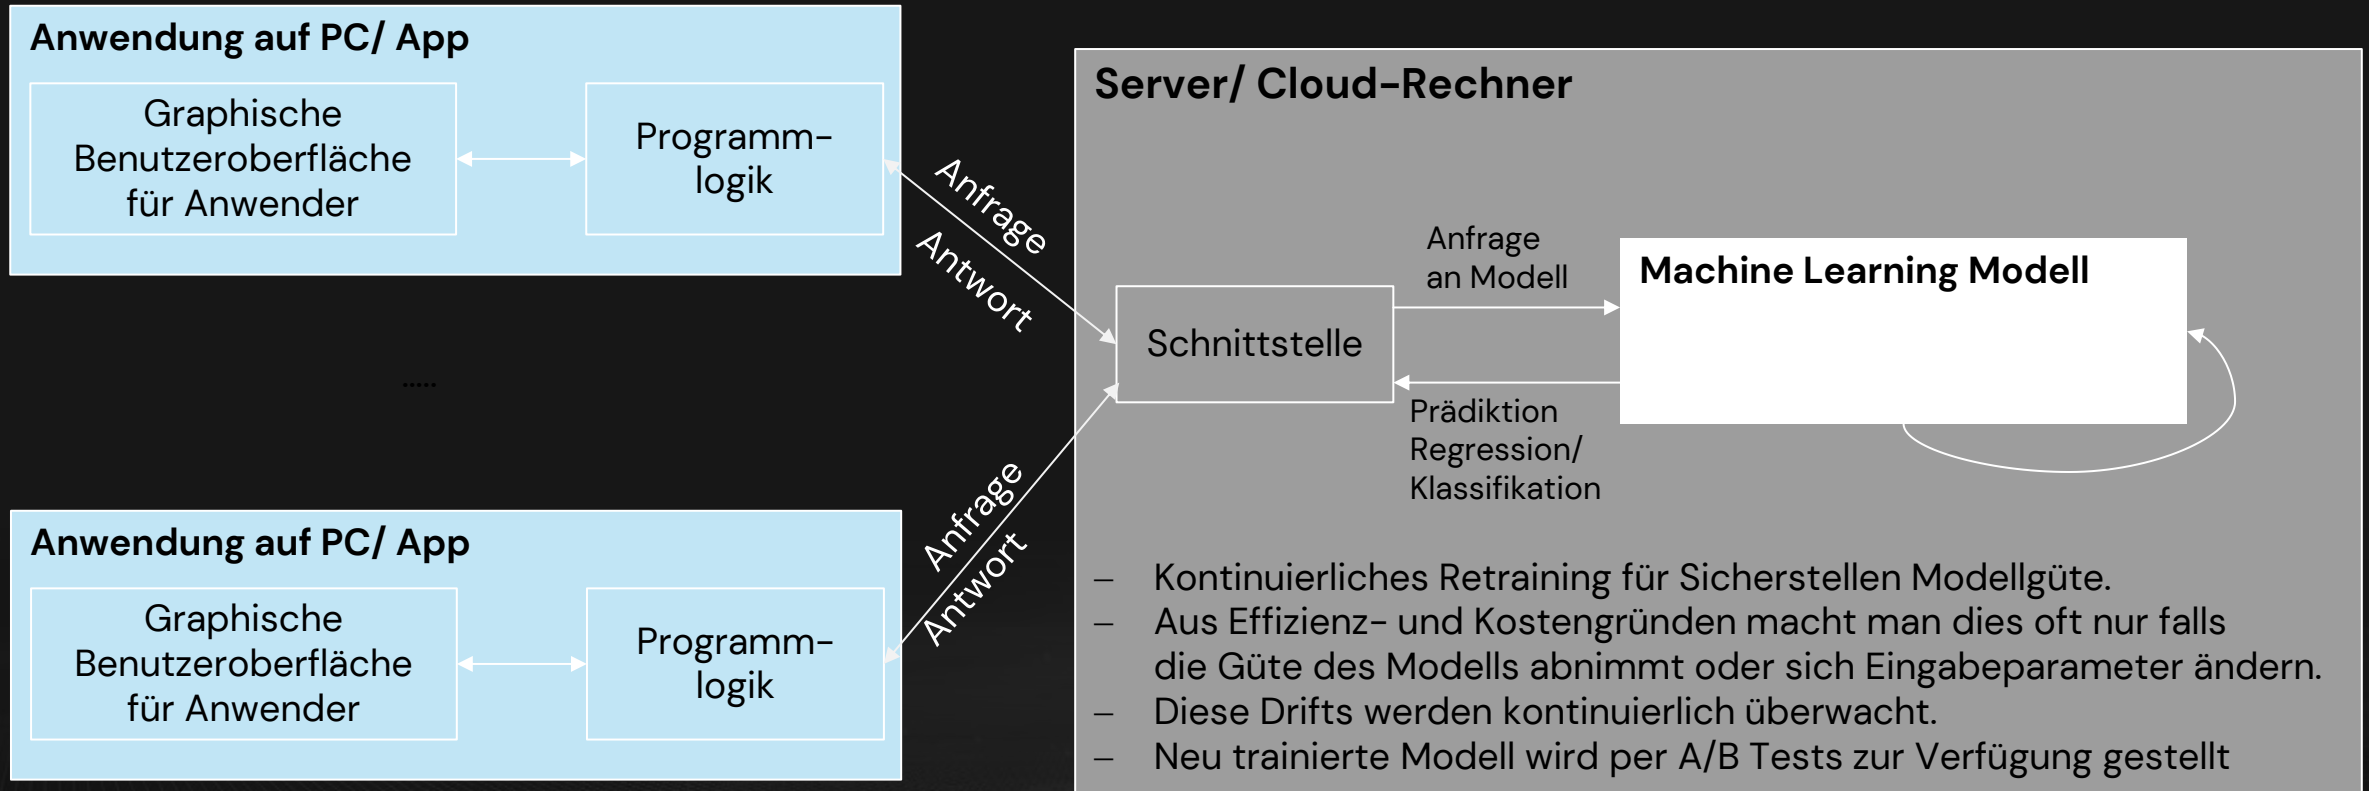 Anwendung auf PC/ App
Graphische
Benutzeroberfläche
für Anwender
Programm-
logik
Anfrage
Antwort
.....
Anwendung auf PC/ App
Graphische
Benutzeroberfläche
für Anwender
Programm-
logik
Anfrage
Antwort
Server/ Cloud-Rechner
Schnittstelle
Anfrage
an Modell
Machine Learning Modell
Prädiktion
Regression/
Klassifikation
– Kontinuierliches Retraining für Sicherstellen Modellgüte.
– Aus Effizienz- und Kostengründen macht man dies oft nur falls
die Güte des Modells abnimmt oder sich Eingabeparameter ändern.
– Diese Drifts werden kontinuierlich überwacht.
– Neu trainierte Modell wird per A/B Tests zur Verfügung gestellt